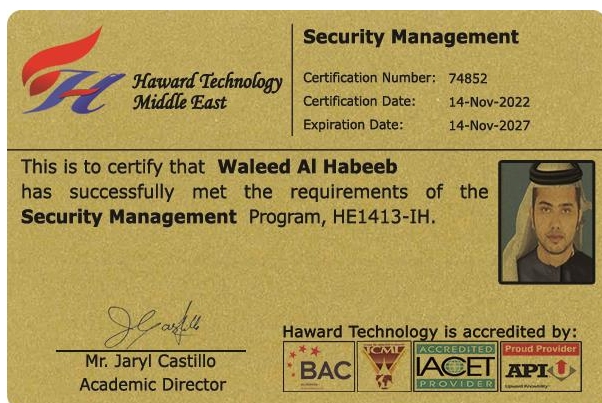 Haward Technology
Middle East
Security Management
Certification Number: 74852
Certification Date: 14-Nov-2022
Expiration Date: 14-Nov-2027
This is to certify that Waleed Al Habeeb
has successfully met the requirements of the
Security Management Program, HE1413-IH.
Mr. Jaryl Castillo
Academic Director
Haward Technology is accredited by:
BAC
TCML
ACCREDITED
IACET
PROVIDER
Proud Provider
API